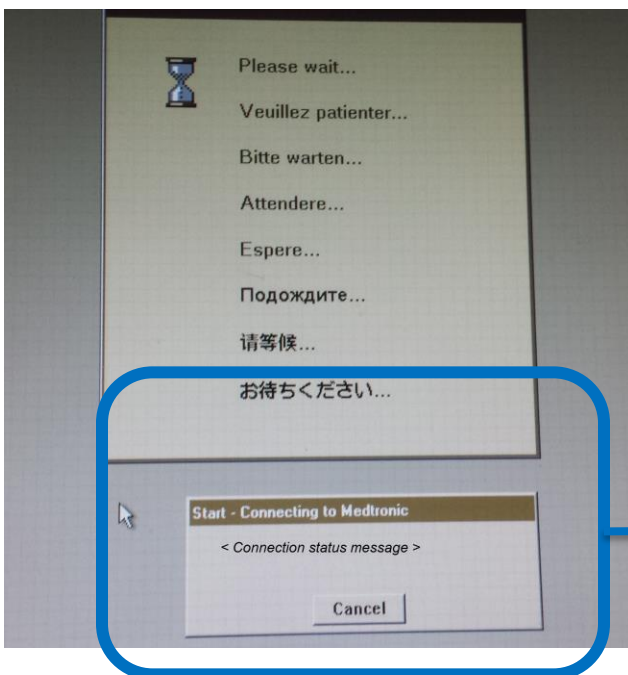 Please wait...
Veuillez patienter...
Bitte warten...
Attendere...
Espere...
Подождите...
请等候...
お待ちください...
Start - Connecting to Medtronic
< Connection status message >
Cancel